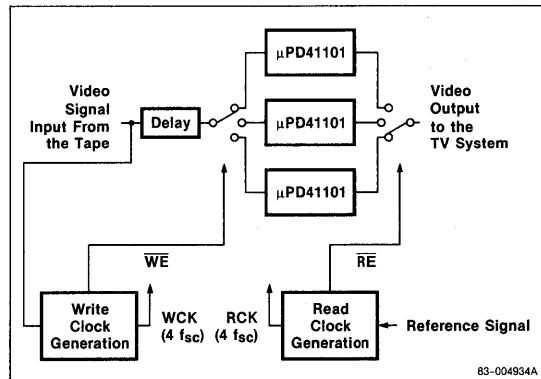 µPD41101
Video
Signal
Input From
the Tape
Delay
µPD41101
Video
Output
to the
TV System
µPD41101
WE
RE
Write
Clock
Generation
WCK
(4 fsc)
RCK
(4 fsc)
Read
Clock
Generation
Reference Signal
83-004934A